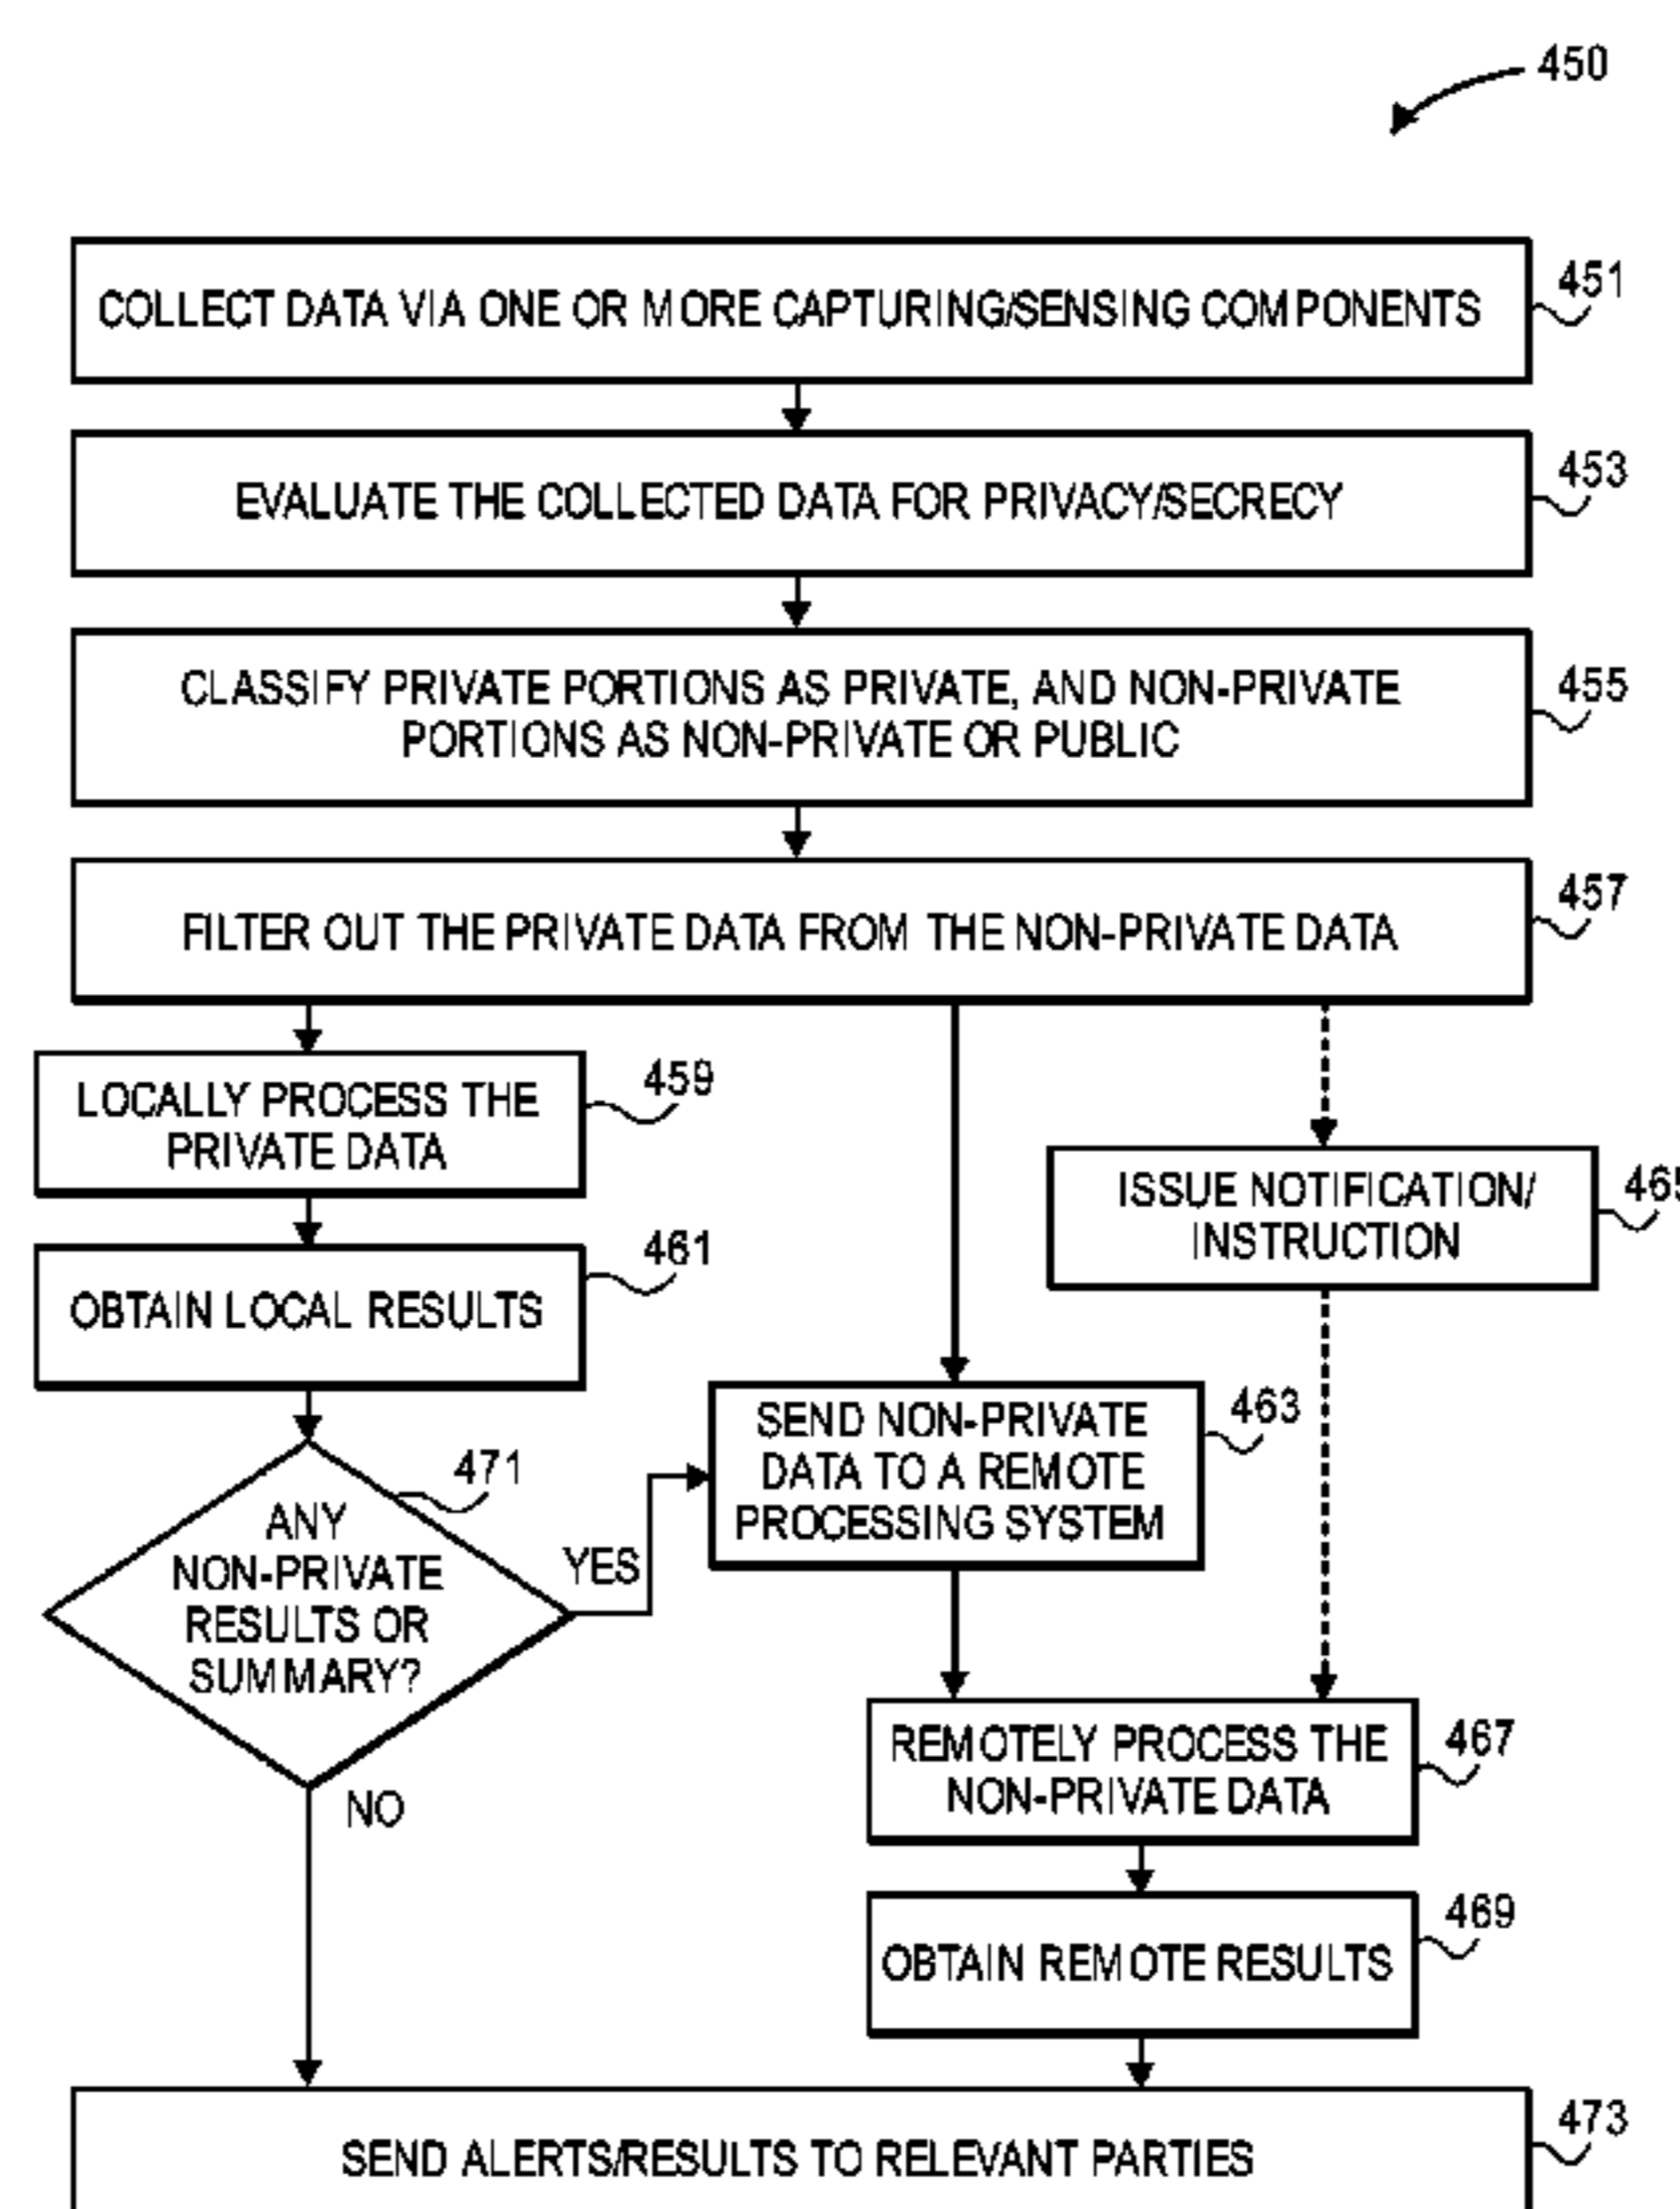 450
COLLECT DATA VIA ONE OR MORE CAPTURING/SENSING COMPONENTS
451
EVALUATE THE COLLECTED DATA FOR PRIVACY/SECRECY
453
CLASSIFY PRIVATE PORTIONS AS PRIVATE, AND NON-PRIVATE
PORTIONS AS NON-PRIVATE OR PUBLIC
455
FILTER OUT THE PRIVATE DATA FROM THE NON-PRIVATE DATA
457
LOCALLY PROCESS THE
PRIVATE DATA
459
ISSUE NOTIFICATION/
INSTRUCTION
465
OBTAIN LOCAL RESULTS
461
SEND NON-PRIVATE
DATA TO A REMOTE
PROCESSING SYSTEM
463
471
ANY
NON-PRIVATE
RESULTS OR
SUMMARY?
YES
NO
REMOTELY PROCESS THE
NON-PRIVATE DATA
467
OBTAIN REMOTE RESULTS
469
SEND ALERTS/RESULTS TO RELEVANT PARTIES
473